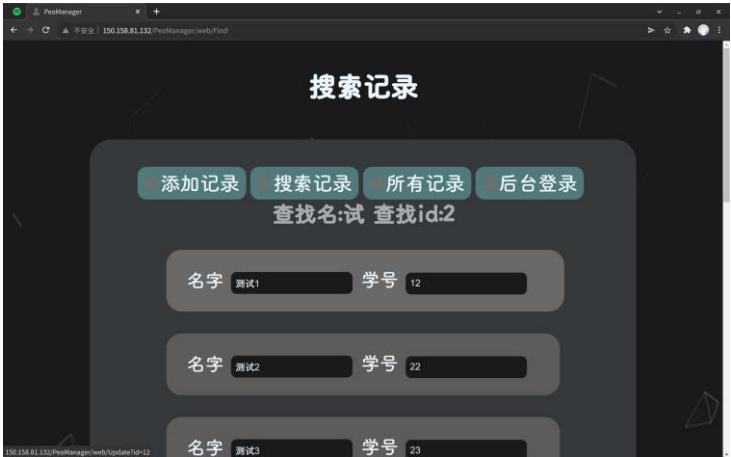 PeoManager
不安全 150.158.81.132/PeoManager/web/Find
搜索记录
添加记录 搜索记录 所有记录 后台登录
查找名:试 查找id:2
名字 测试1 学号 12
名字 测试2 学号 22
名字 测试3 学号 23
150.158.81.132/PeoManager/web/Update?id=12